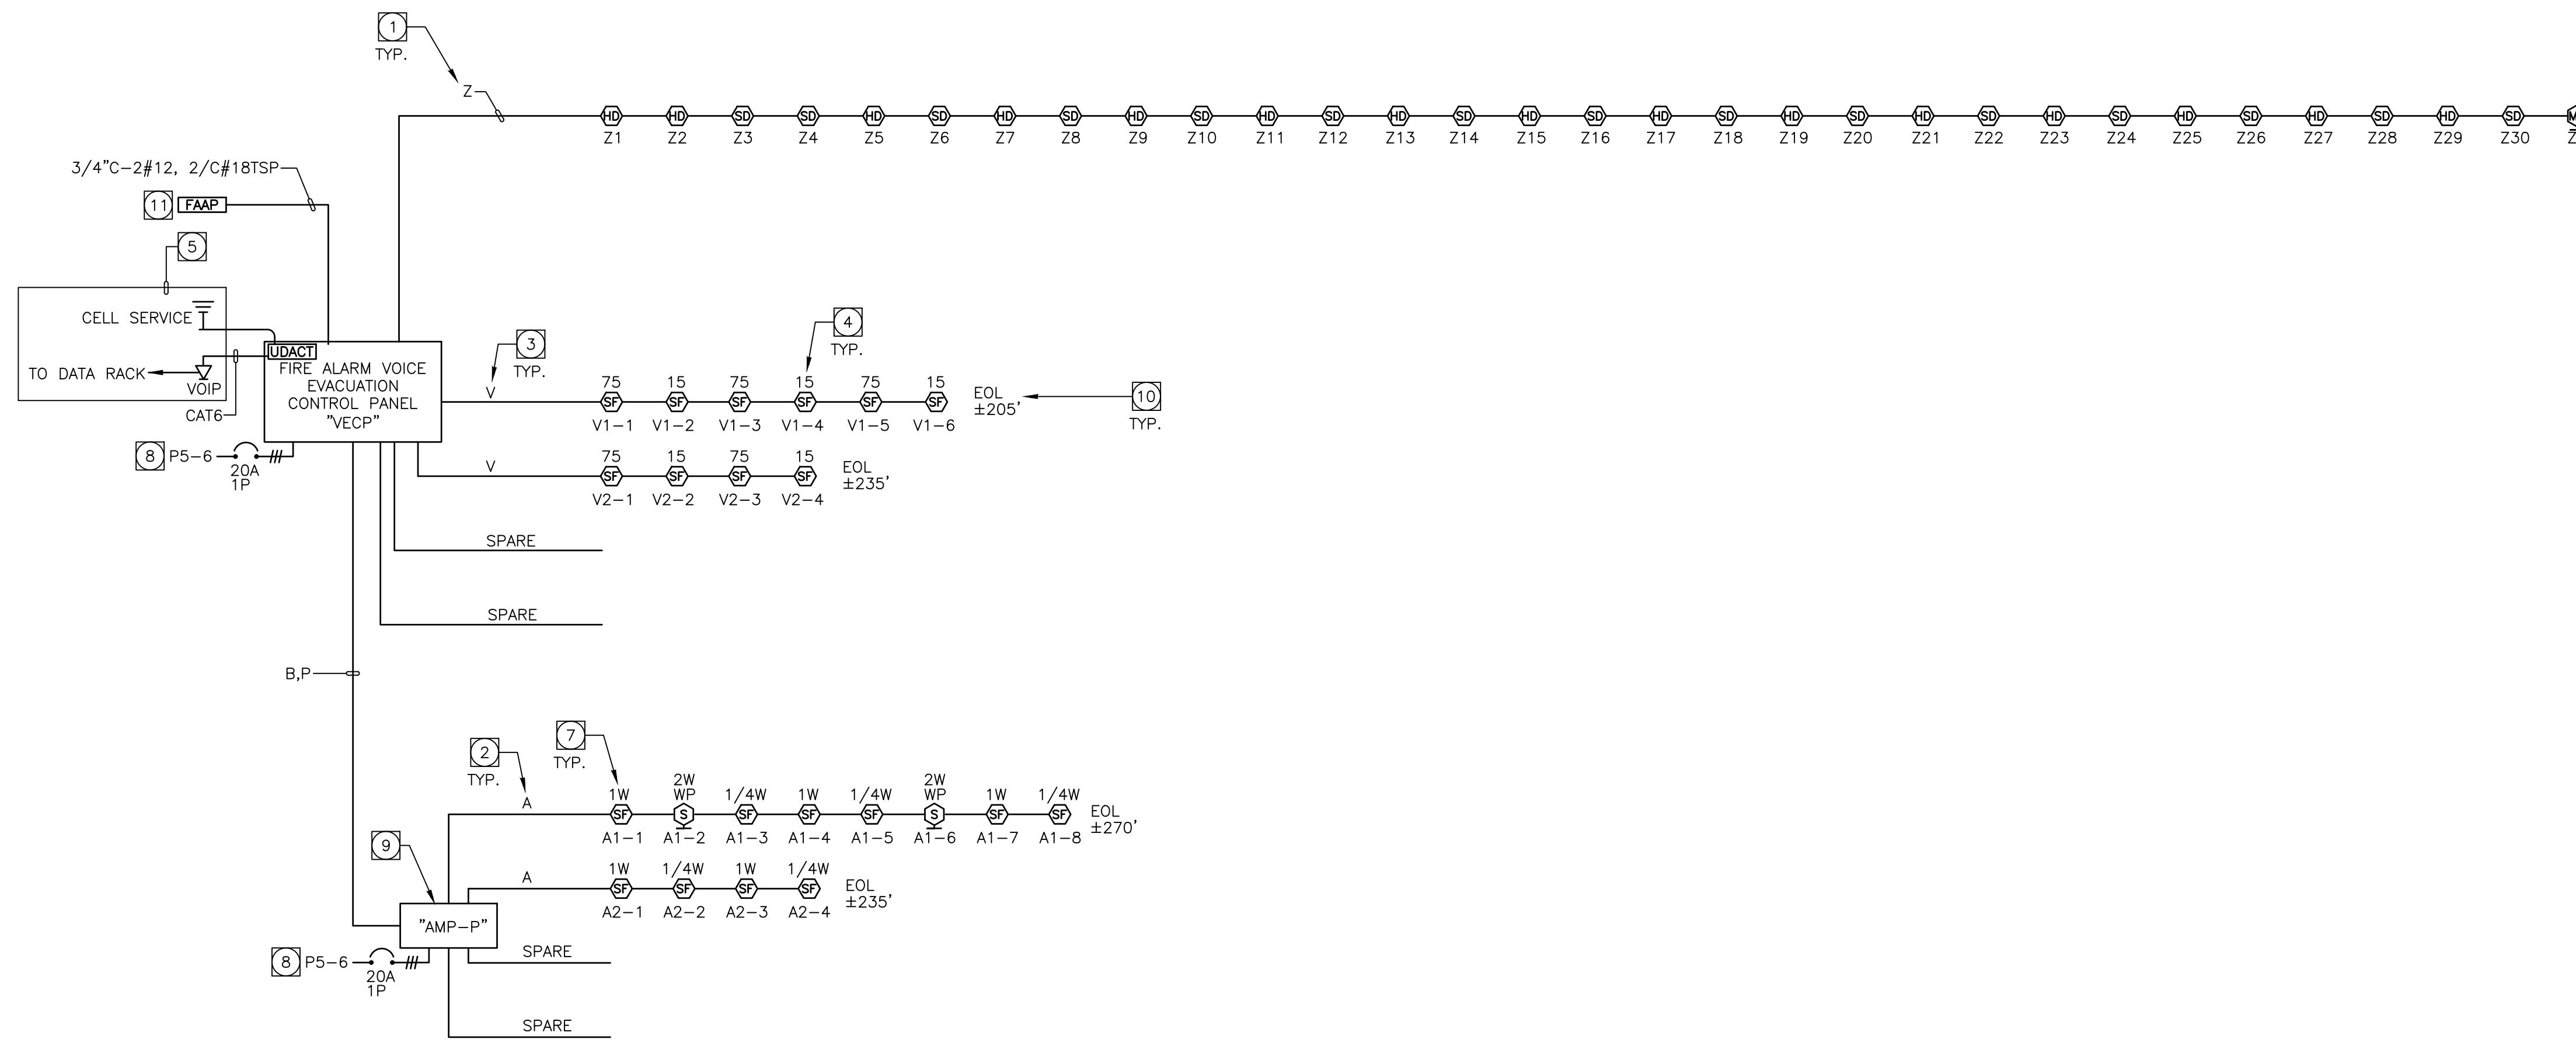 1
TYP.
Z
HD HD SD SD HD SD HD SD HD SD HD SD HD SD HD SD HD SD HD SD HD SD HD SD HD SD HD SD HD SD
Z1 Z2 Z3 Z4 Z5 Z6 Z7 Z8 Z9 Z10 Z11 Z12 Z13 Z14 Z15 Z16 Z17 Z18 Z19 Z20 Z21 Z22 Z23 Z24 Z25 Z26 Z27 Z28 Z29 Z30
3/4"C-2#12, 2/C#18TSP
11 FAAP
5
CELL SERVICE
TO DATA RACK
VOIP
CAT6
UDACT
FIRE ALARM VOICE
EVACUATION
CONTROL PANEL
"VECP"
8 P5-6
20A
1P
3
TYP.
4
TYP.
V
75 15 75 15 75 15
SF SF SF SF SF SF
V1-1 V1-2 V1-3 V1-4 V1-5 V1-6
EOL
±205'
10
TYP.
V
75 15 75 15
SF SF SF SF
V2-1 V2-2 V2-3 V2-4
EOL
±235'
SPARE
SPARE
B,P
2
TYP.
7
TYP.
A
1W 2W WP 1/4W 1W 1/4W 2W WP 1W 1/4W
SF S SF SF SF S SF SF
A1-1 A1-2 A1-3 A1-4 A1-5 A1-6 A1-7 A1-8
EOL
±270'
9
A
1W 1/4W 1W 1/4W
SF SF SF SF
A2-1 A2-2 A2-3 A2-4
EOL
±235'
"AMP-P"
8 P5-6
20A
1P
SPARE
SPARE